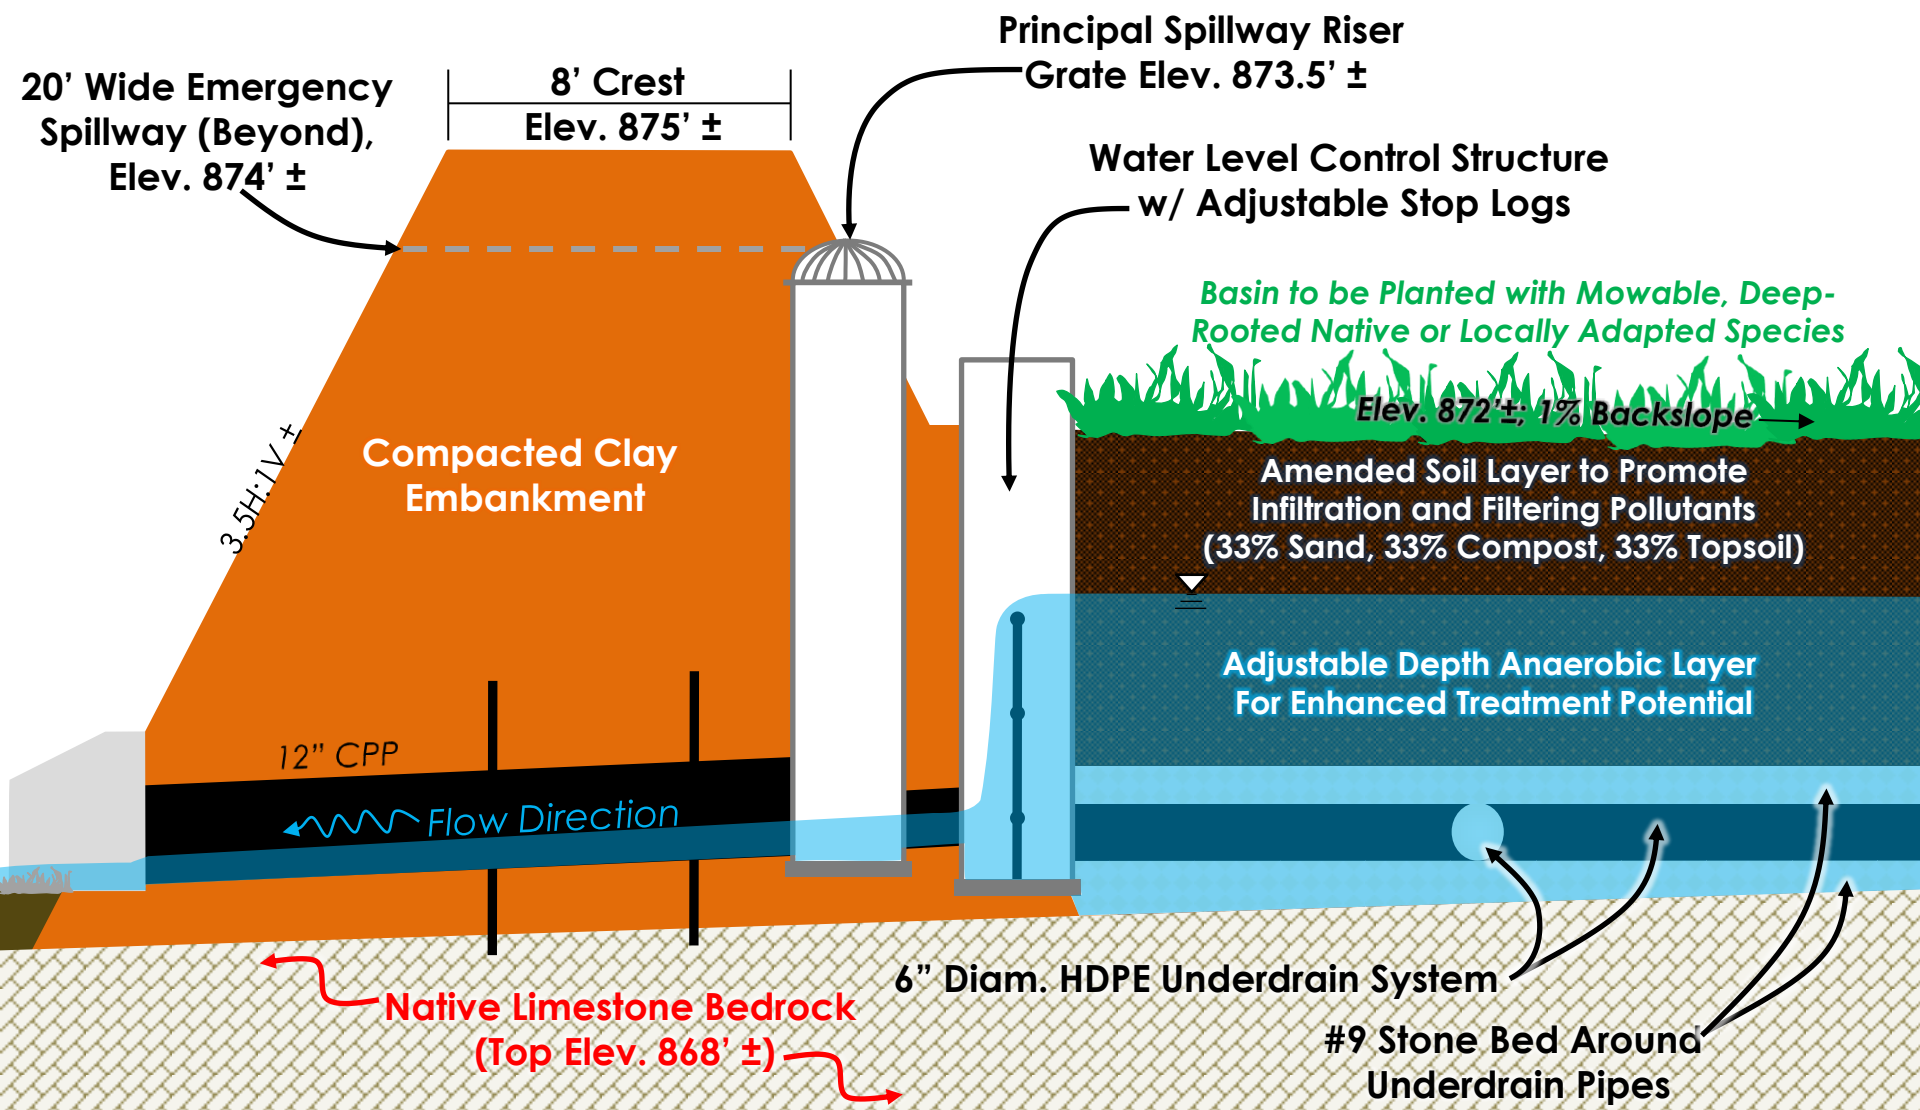 Principal Spillway Riser
Grate Elev. 873.5’ ±
20’ Wide Emergency
Spillway (Beyond),
Elev. 874’ ±
8’ Crest
Elev. 875’ ±
Water Level Control Structure
w/ Adjustable Stop Logs
Basin to be Planted with Mowable, Deep-
Rooted Native or Locally Adapted Species
Elev. 872’±; 1% Backslope
3.5H:1V ±
Compacted Clay
Embankment
Amended Soil Layer to Promote
Infiltration and Filtering Pollutants
(33% Sand, 33% Compost, 33% Topsoil)
Adjustable Depth Anaerobic Layer
For Enhanced Treatment Potential
12” CPP
Flow Direction
6” Diam. HDPE Underdrain System
Native Limestone Bedrock
(Top Elev. 868’ ±)
#9 Stone Bed Around
Underdrain Pipes